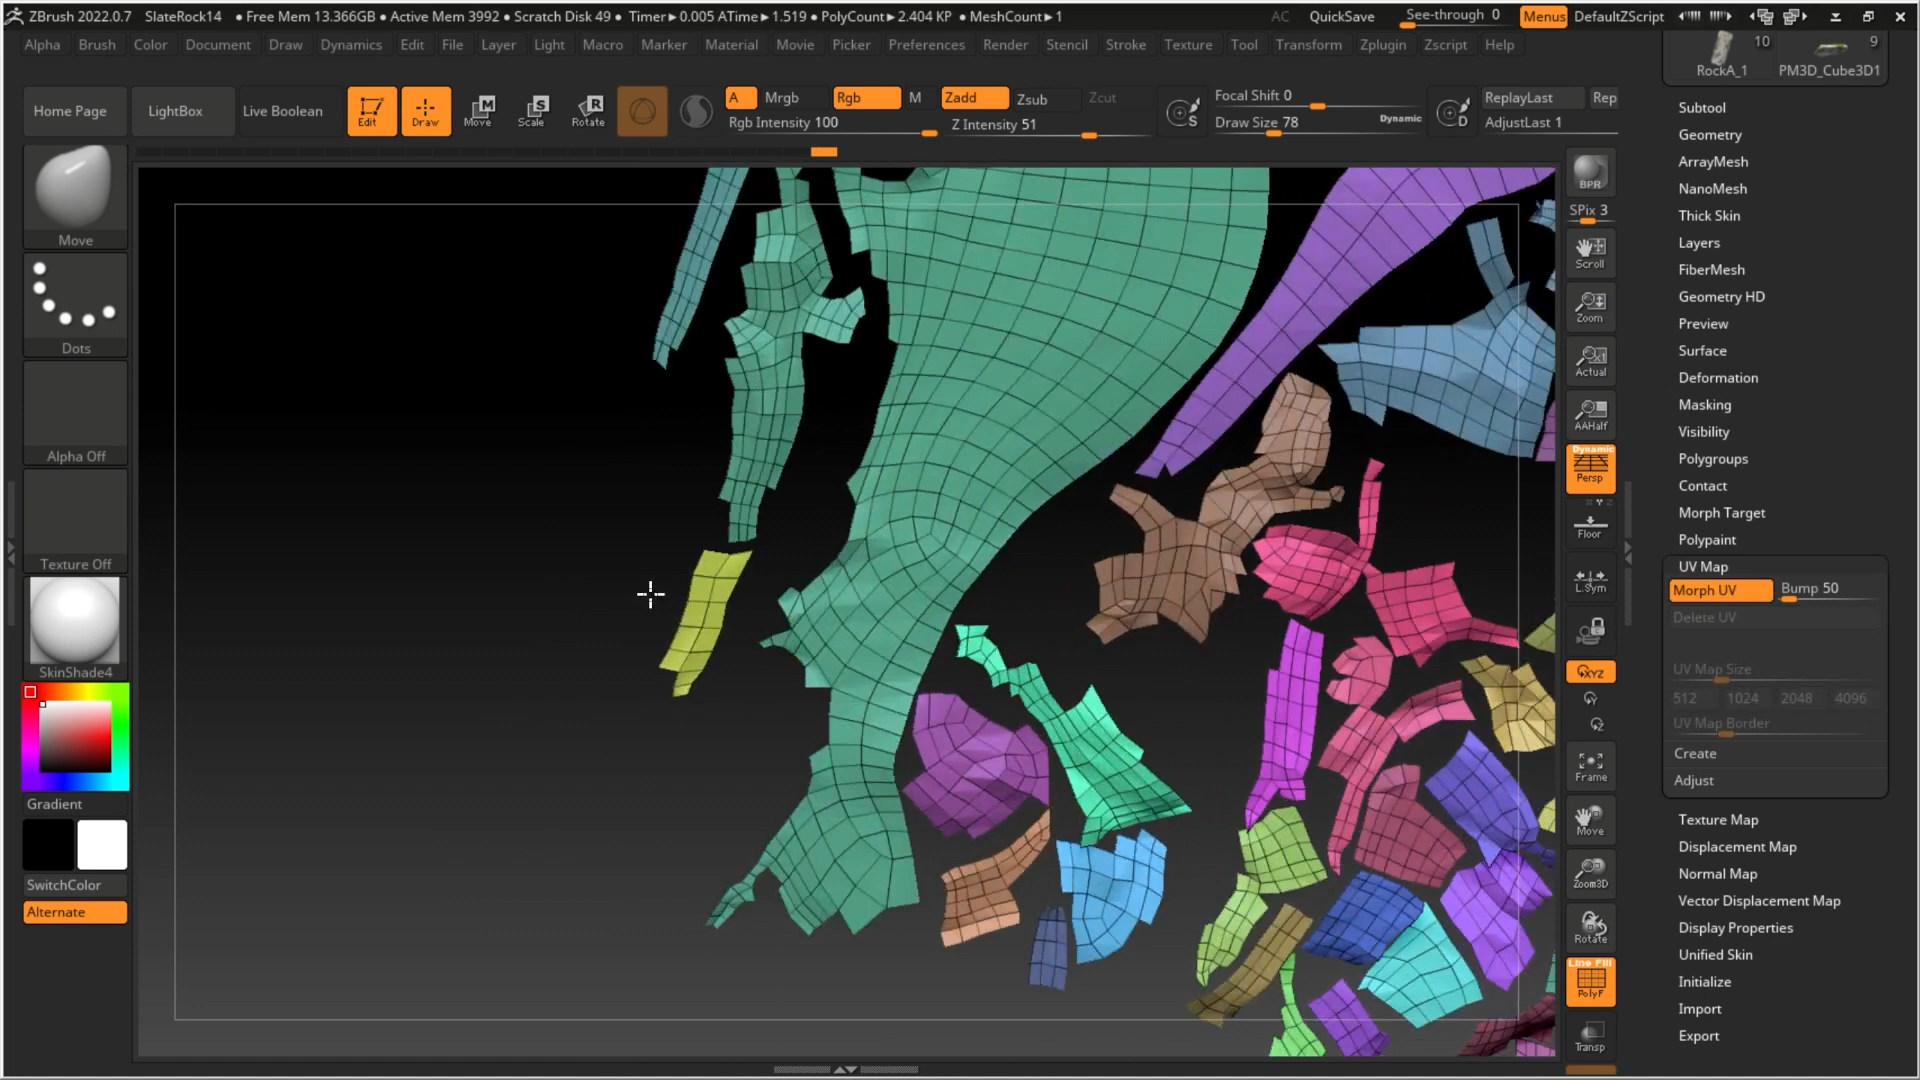 ZBrush 2022.0.7 SlateRock14 • Free Mem 13.366GB • Active Mem 3992 • Scratch Disk 49 • Timer▶0.005 ATime▶1.519 • PolyCount▶2.404 KP • MeshCount▶1 AC QuickSave See-through 0 Menus DefaultZScript
Alpha Brush Color Document Draw Dynamics Edit File Layer Light Macro Marker Material Movie Picker Preferences Render Stencil Stroke Texture Tool Transform Zplugin Zscript Help
Home Page LightBox Live Boolean Edit Draw Move Scale Rotate
A Mrgb Rgb M Zadd Zsub Zcut
Rgb Intensity 100 Z Intensity 51
Focal Shift 0
Draw Size 78 Dynamic
ReplayLast Rep
AdjustLast 1
Move
Dots
Alpha Off
Texture Off
SkinShade4
Gradient
SwitchColor
Alternate
BPR
SPix 3
Scroll
Zoom
Actual
AAHalf
Dynamic
Persp
Floor
L.Sym
XYZ
Frame
Move
Zoom3D
Rotate
Line Fill
PolyF
Transp
10 9
RockA_1 PM3D_Cube3D1
Subtool
Geometry
ArrayMesh
NanoMesh
Thick Skin
Layers
FiberMesh
Geometry HD
Preview
Surface
Deformation
Masking
Visibility
Polygroups
Contact
Morph Target
Polypaint
UV Map
Morph UV Bump 50
Delete UV
UV Map Size
512 1024 2048 4096
UV Map Border
Create
Adjust
Texture Map
Displacement Map
Normal Map
Vector Displacement Map
Display Properties
Unified Skin
Initialize
Import
Export